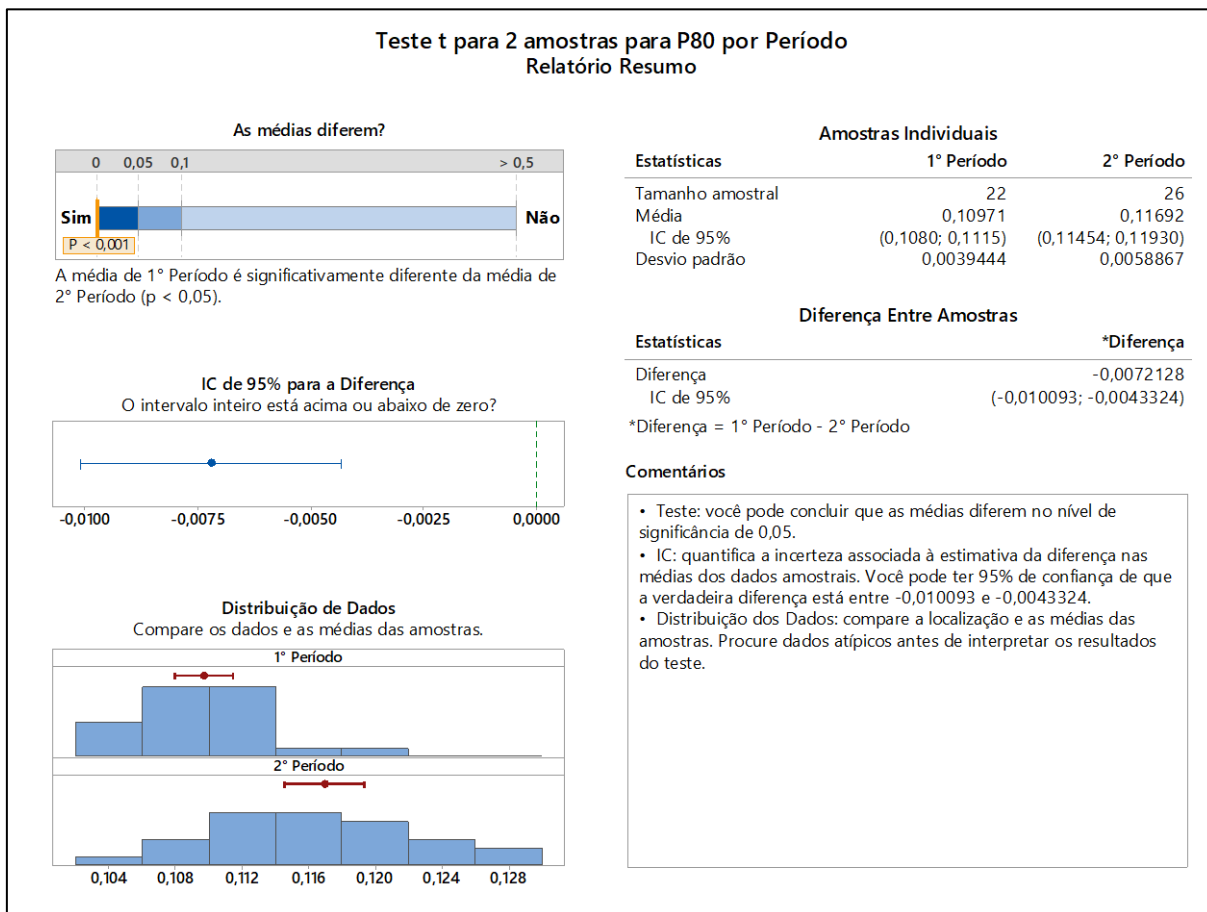 Teste t para 2 amostras para P80 por Período
Relatório Resumo
As médias diferem?
0 0,05 0,1 > 0,5
Sim Não
P < 0,001
A média de 1° Período é significativamente diferente da média de
2° Período (p < 0,05).
IC de 95% para a Diferença
O intervalo inteiro está acima ou abaixo de zero?
-0,0100 -0,0075 -0,0050 -0,0025 0,0000
Distribuição de Dados
Compare os dados e as médias das amostras.
1° Período
2° Período
0,104 0,108 0,112 0,116 0,120 0,124 0,128
Amostras Individuais
Estatísticas 1° Período 2° Período
Tamanho amostral 22 26
Média 0,10971 0,11692
IC de 95% (0,1080; 0,1115) (0,11454; 0,11930)
Desvio padrão 0,0039444 0,0058867
Diferença Entre Amostras
Estatísticas *Diferença
Diferença -0,0072128
IC de 95% (-0,010093; -0,0043324)
*Diferença = 1° Período - 2° Período
Comentários
• Teste: você pode concluir que as médias diferem no nível de
significância de 0,05.
• IC: quantifica a incerteza associada à estimativa da diferença nas
médias dos dados amostrais. Você pode ter 95% de confiança de que
a verdadeira diferença está entre -0,010093 e -0,0043324.
• Distribuição dos Dados: compare a localização e as médias das
amostras. Procure dados atípicos antes de interpretar os resultados
do teste.